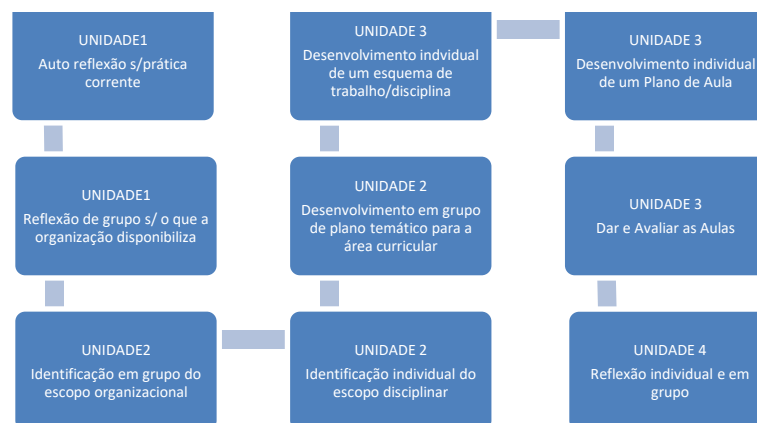 UNIDADE1
Auto reflexão s/prática
corrente
UNIDADE1
Reflexão de grupo s/ o que a
organização disponibiliza
UNIDADE2
Identificação em grupo do
escopo organizacional
UNIDADE 2
Identificação individual do
escopo disciplinar
UNIDADE 2
Desenvolvimento em grupo
de plano temático para a
área curricular
UNIDADE 3
Desenvolvimento indvidual
de um esquema de
trabalho/disciplina
UNIDADE 3
Desenvolvimento individual
de um Plano de Aula
UNIDADE 3
Dar e Avaliar as Aulas
UNIDADE 4
Reflexão individual e em
grupo